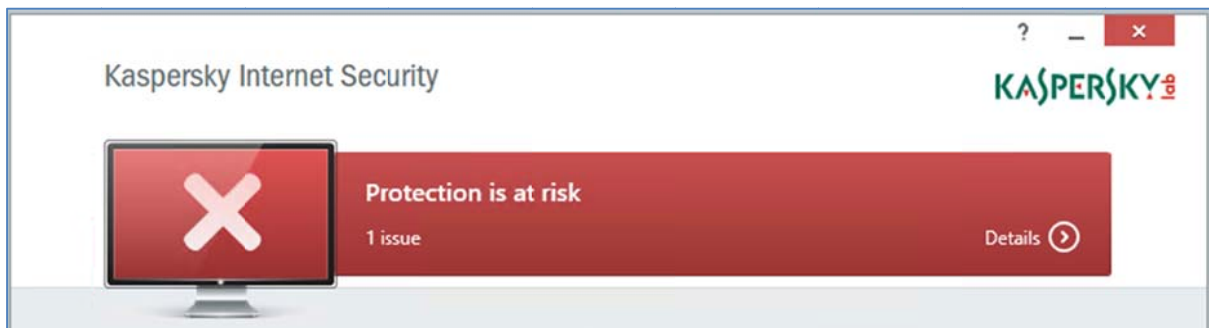 ?
Kaspersky Internet Security
KASPERSKY lab
Protection is at risk
1 issue
Details